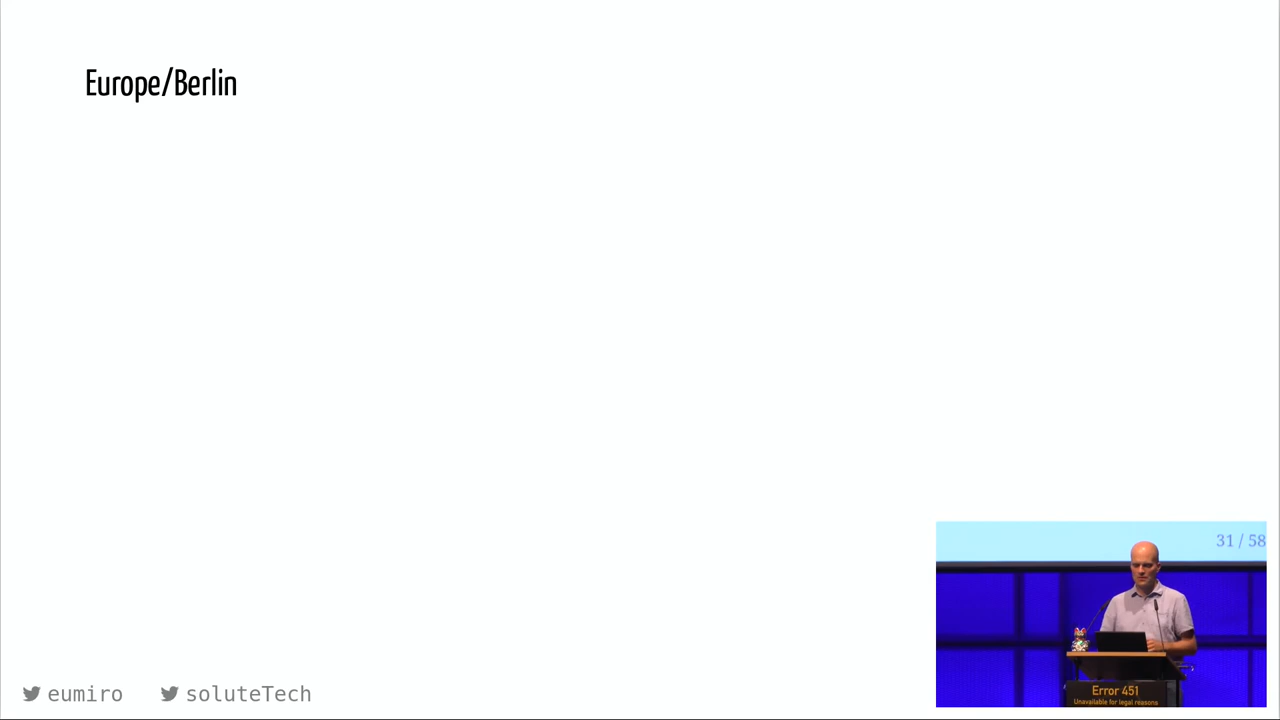 Europe/Berlin
31 / 58
Error 451
Unavailable for legal reasons
eumiro soluteTech